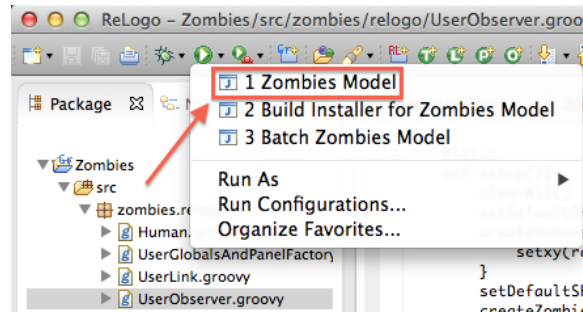 ReLogo – Zombies/src/zombies/relogo/UserObserver.groo
1 Zombies Model
2 Build Installer for Zombies Model
3 Batch Zombies Model
Run As
Run Configurations...
Organize Favorites...
Package
Zombies
src
zombies.re
Human.
UserGlobalsAndPanelFactory
UserLink.groovy
UserObserver.groovy
setxy(ra
}
setDefaultSh
createZombi